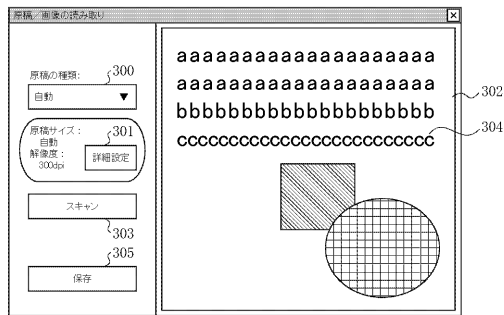 原稿／画像の読み取り
原稿の種類:
300
自動
原稿サイズ:
自動
解像度:
300dpi
301
詳細設定
スキャン
303
305
保存
aaaaaaaaaaaaaaaaaaaa
aaaaaaaaaaaaaaaaaaaa
bbbbbbbbbbbbbbbbbbbb
cccccccccccccccccccccccc
302
304